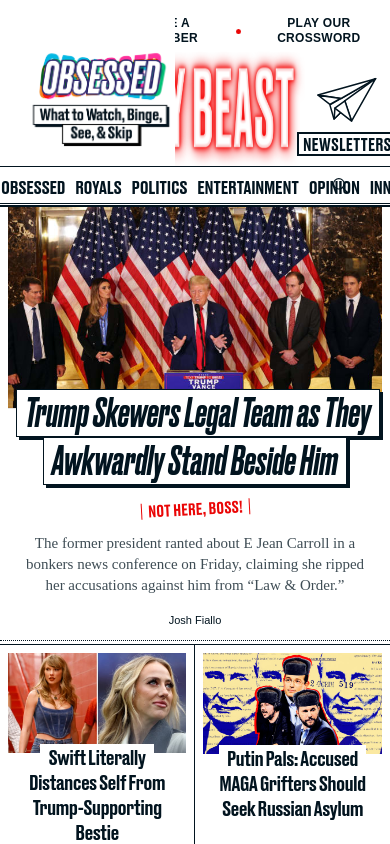 E A
BER
PLAY OUR
CROSSWORD
OBSESSED
What to Watch, Binge,
See, & Skip
Y BEAST
NEWSLETTERS
OBSESSED ROYALS POLITICS ENTERTAINMENT OPINION INN
TRUMP
VANCE
Trump Skewers Legal Team as They
Awkwardly Stand Beside Him
NOT HERE, BOSS!
The former president ranted about E Jean Carroll in a
bonkers news conference on Friday, claiming she ripped
her accusations against him from “Law & Order.”
Josh Fiallo
Swift Literally
Distances Self From
Trump-Supporting
Bestie
Putin Pals: Accused
MAGA Grifters Should
Seek Russian Asylum